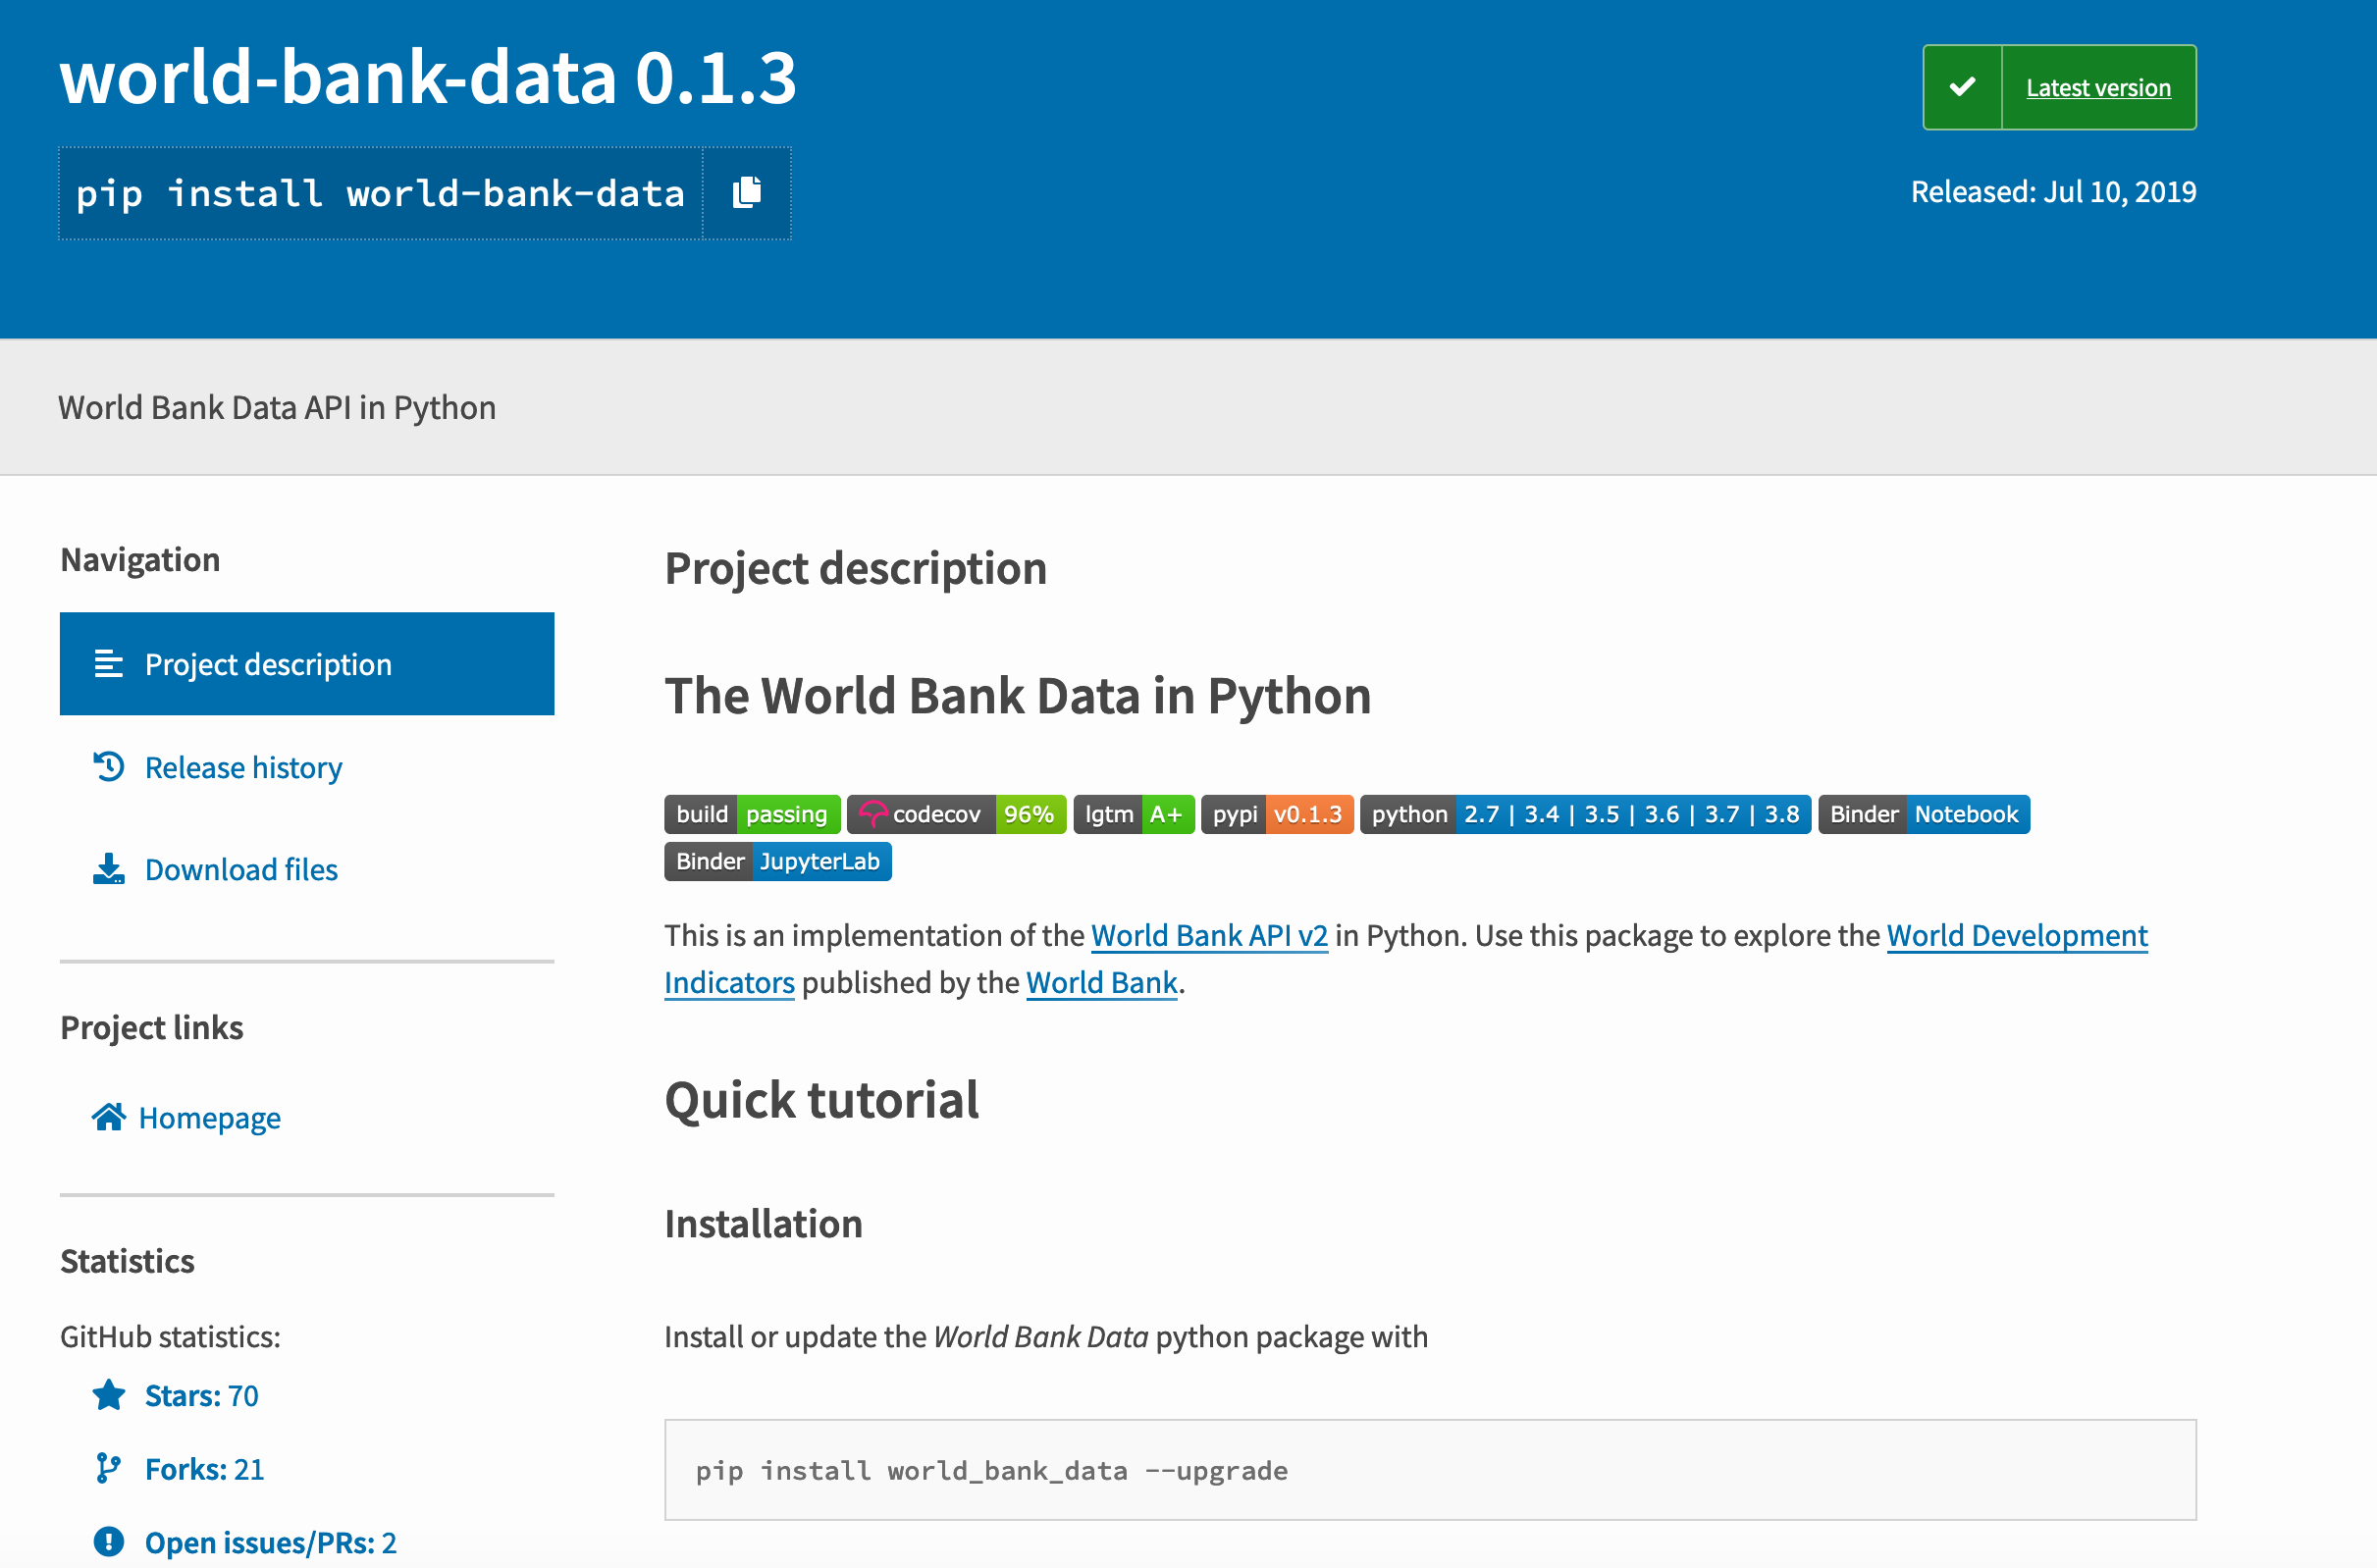 world-bank-data 0.1.3
pip install world-bank-data
Latest version
Released: Jul 10, 2019
World Bank Data API in Python
Navigation
Project description
Release history
Download files
Project links
Homepage
Statistics
GitHub statistics:
Stars: 70
Forks: 21
Open issues/PRs: 2
Project description
The World Bank Data in Python
build passing codecov 96% lgtm A+ pypi v0.1.3 python 2.7 | 3.4 | 3.5 | 3.6 | 3.7 | 3.8 Binder Notebook
Binder JupyterLab
This is an implementation of the World Bank API v2 in Python. Use this package to explore the World Development
Indicators published by the World Bank.
Quick tutorial
Installation
Install or update the World Bank Data python package with
pip install world_bank_data --upgrade